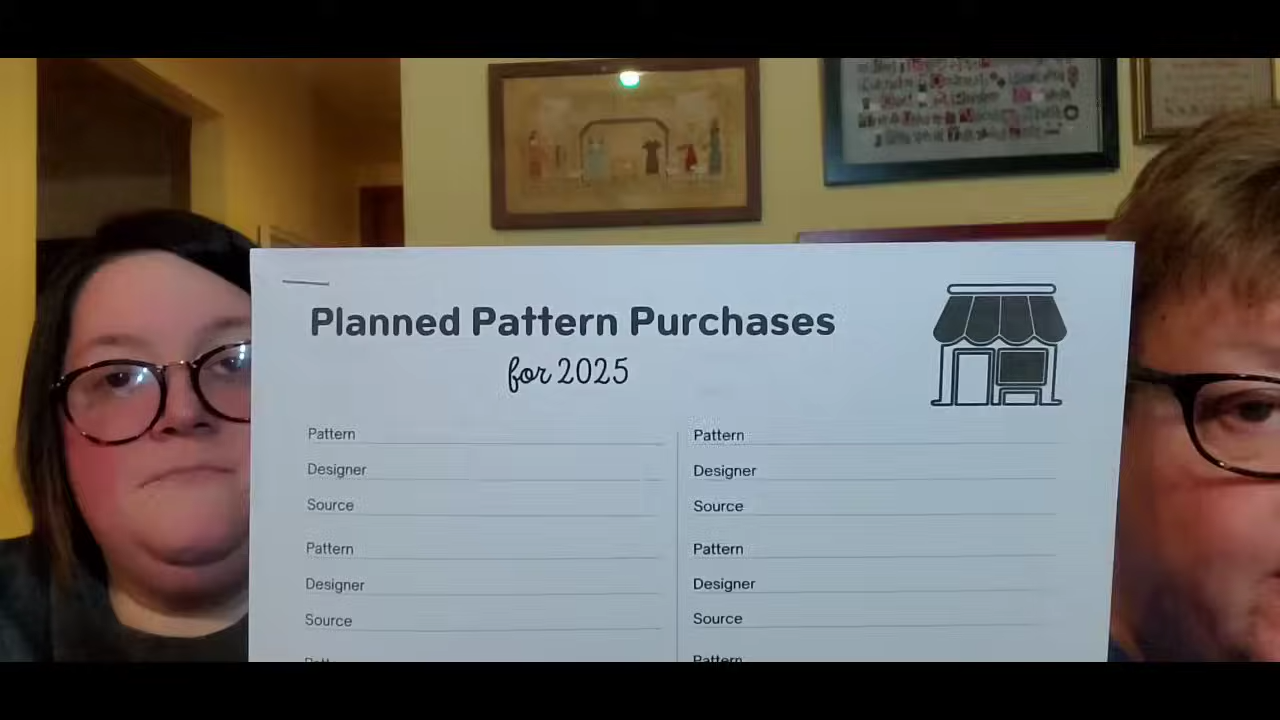 Planned Pattern Purchases
for 2025
Pattern
Designer
Source
Pattern
Designer
Source
Pattern
Designer
Source
Pattern
Designer
Source
Pattern